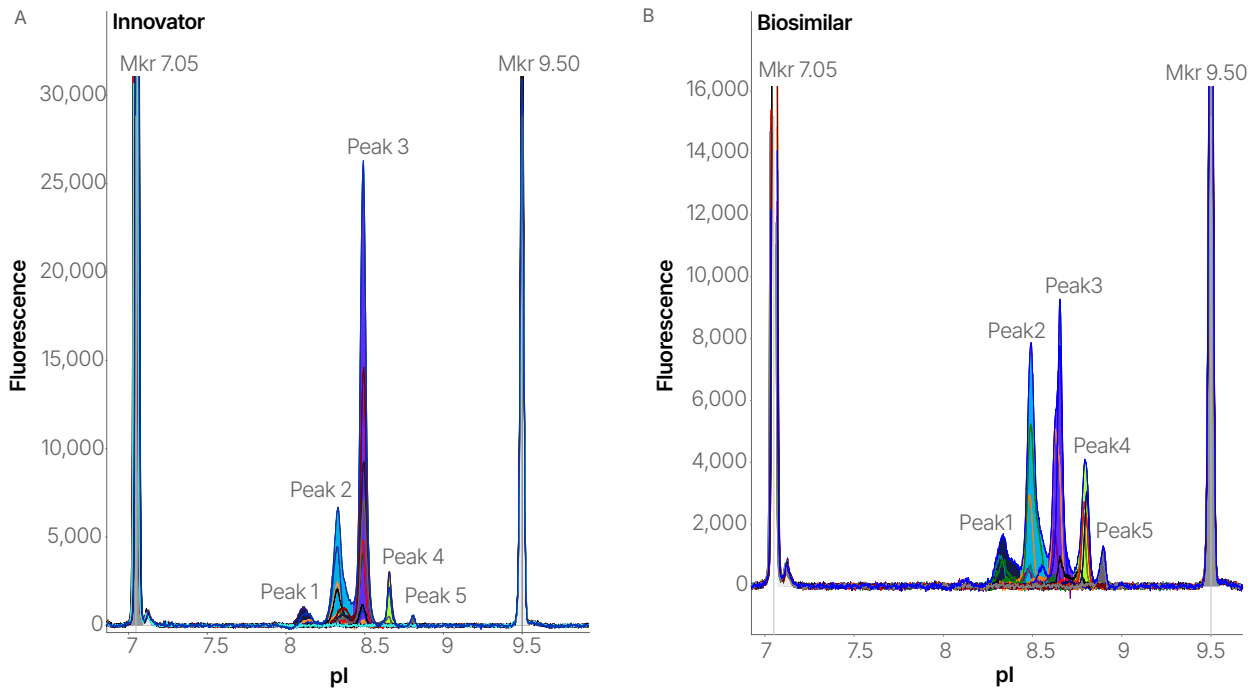 A
Innovator
Mkr 7.05
Mkr 9.50
30,000
Peak 3
25,000
20,000
15,000
10,000
Peak 2
5,000
Peak 4
Peak 1
Peak 5
0
7
7.5
8
8.5
9
9.5
Fluorescence
pI
B
Biosimilar
Mkr 7.05
Mkr 9.50
16,000
14,000
12,000
10,000
Peak3
8,000
Peak2
6,000
4,000
Peak4
2,000
Peak1
Peak5
0
7
7.5
8
8.5
9
9.5
Fluorescence
pI